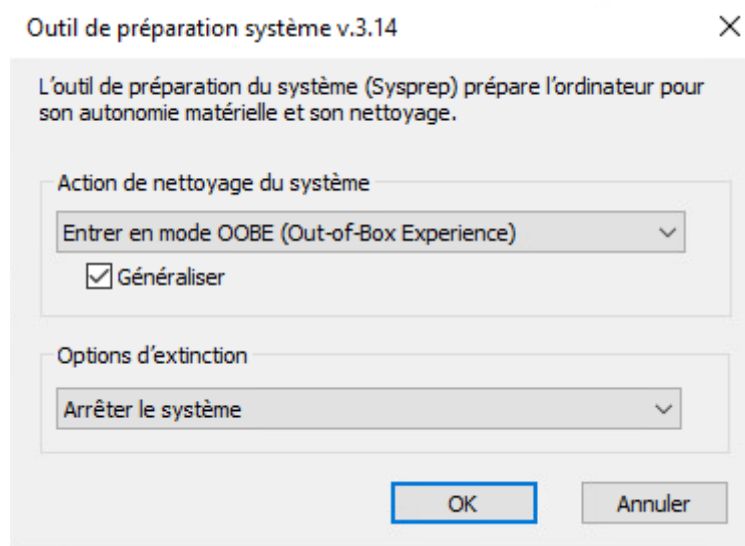 Outil de préparation système v.3.14
L'outil de préparation du système (Sysprep) prépare l'ordinateur pour
son autonomie matérielle et son nettoyage.
Action de nettoyage du système
Entrer en mode OOBE (Out-of-Box Experience)
Généraliser
Options d'extinction
Arrêter le système
OK
Annuler